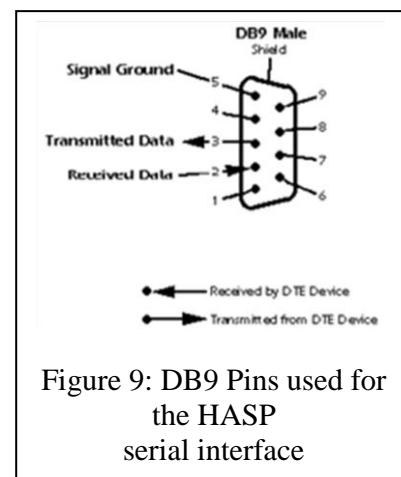 DB9 Male
Shield
Signal Ground
5
9
4
8
Transmitted Data
3
7
Received Data
2
1
6
Received by DTE Device
Transmitted from DTE Device
Figure 9: DB9 Pins used for
the HASP
serial interface